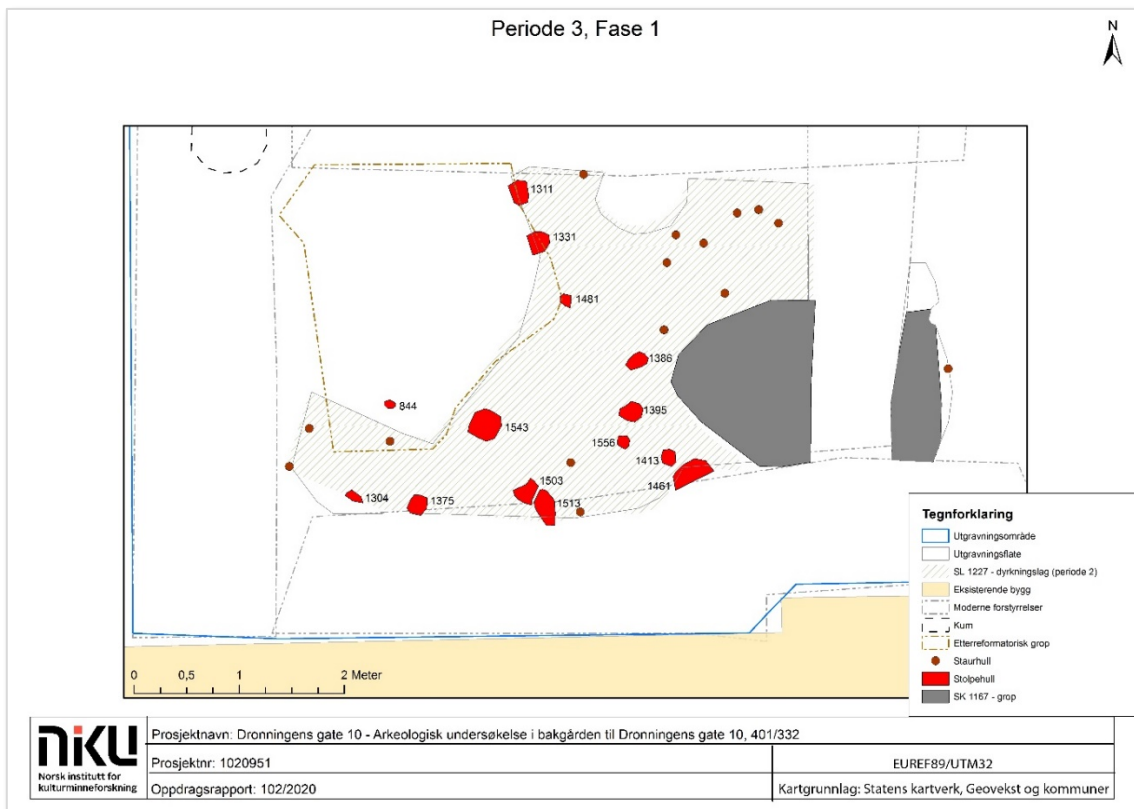 Periode 3, Fase 1
N
1311
1331
1481
1386
844
1395
1543
1556
1413
1503
1461
1304
1375
1513
Tegnforklaring
Utgravningsområde
Utgravningsflate
SL 1227 - dyrkningslag (periode 2)
Eksisterende bygg
Moderne forstyrrelser
Kum
Etterreformatorisk grop
Staurhull
Stolpehull
SK 1167 - grop
0 0,5 1 2 Meter
NIKU
Norsk institutt for
kulturminneforskning
Prosjektnavn: Dronningens gate 10 - Arkeologisk undersøkelse i bakgården til Dronningens gate 10, 401/332
Prosjektnr: 1020951
EUREF89/UTM32
Oppdragsrapport: 102/2020
Kartgrunnlag: Statens kartverk, Geovekst og kommuner